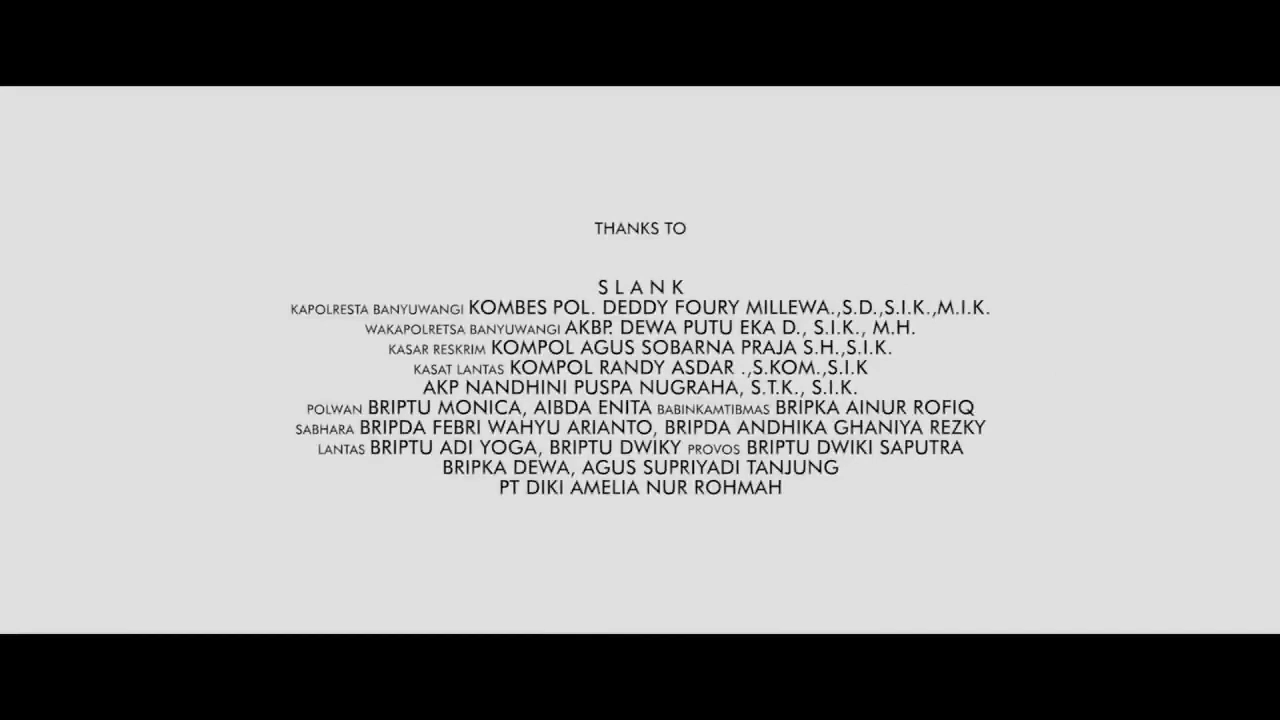 THANKS TO
S L A N K
KAPOLRESTA BANYUWANGI KOMBES POL. DEDDY FOURY MILLEWA.,S.D.,S.I.K.,M.I.K.
WAKAPOLRETSA BANYUWANGI AKBP. DEWA PUTU EKA D., S.I.K., M.H.
KASAR RESKRIM KOMPOL AGUS SOBARNA PRAJA S.H.,S.I.K.
KASAT LANTAS KOMPOL RANDY ASDAR .,S.KOM.,S.I.K
AKP NANDHINI PUSPA NUGRAHA, S.T.K., S.I.K.
POLWAN BRIPTU MONICA, AIBDA ENITA BABINKAMTIBMAS BRIPKA AINUR ROFIQ
SABHARA BRIPDA FEBRI WAHYU ARIANTO, BRIPDA ANDHIKA GHANIYA REZKY
LANTAS BRIPTU ADI YOGA, BRIPTU DWIKY PROVOS BRIPTU DWIKI SAPUTRA
BRIPKA DEWA, AGUS SUPRIYADI TANJUNG
PT DIKI AMELIA NUR ROHMAH